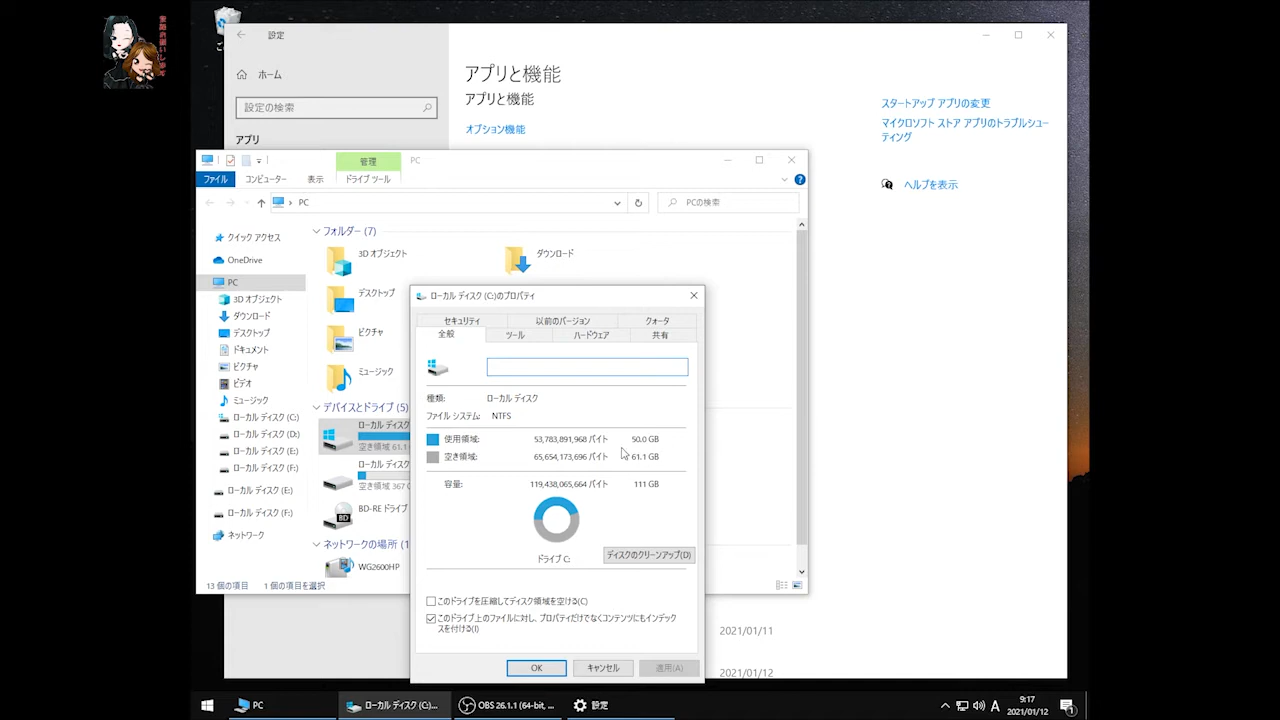 設定
ホーム
設定の検索
アプリ
アプリと機能
アプリと機能
オプション機能
スタートアップ アプリの変更
マイクロソフト ストア アプリのトラブルシュー
ティング
ヘルプを表示
管理
PC
ファイル
コンピューター
表示
ドライブ ツール
PC
PCの検索
クイック アクセス
OneDrive
PC
3D オブジェクト
ダウンロード
デスクトップ
ドキュメント
ピクチャ
ビデオ
ミュージック
ローカル ディスク (C:)
ローカル ディスク (D:)
ローカル ディスク (E:)
ローカル ディスク (F:)
ローカル ディスク (E:)
ローカル ディスク (F:)
ネットワーク
フォルダー (7)
3D オブジェクト
ダウンロード
デスクトップ
ピクチャ
ミュージック
デバイスとドライブ (5)
ローカル ディスク
空き領域 61.1
ローカル ディスク
空き領域 367 G
BD-RE ドライブ
BD
ネットワークの場所 (1
WG2600HP
13 個の項目
1 個の項目を選択
ローカル ディスク (C:)のプロパティ
セキュリティ
以前のバージョン
クォータ
全般
ツール
ハードウェア
共有
種類:
ローカル ディスク
ファイル システム:
NTFS
使用領域:
53,783,891,968 バイト
50.0 GB
空き領域:
65,654,173,696 バイト
61.1 GB
容量:
119,438,065,664 バイト
111 GB
ドライブ C:
ディスクのクリーンアップ(D)
このドライブを圧縮してディスク領域を空ける(C)
このドライブ上のファイルに対し、プロパティだけでなくコンテンツにもインデック
スを付ける(I)
OK
キャンセル
適用(A)
2021/01/11
2021/01/12
PC
ローカル ディスク (C:)...
OBS 26.1.1 (64-bit, ...
設定
A
9:17
2021/01/12
1